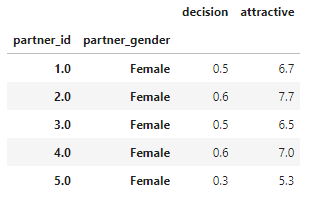 decision attractive
partner_id partner_gender
1.0 Female 0.5 6.7
2.0 Female 0.6 7.7
3.0 Female 0.5 6.5
4.0 Female 0.6 7.0
5.0 Female 0.3 5.3